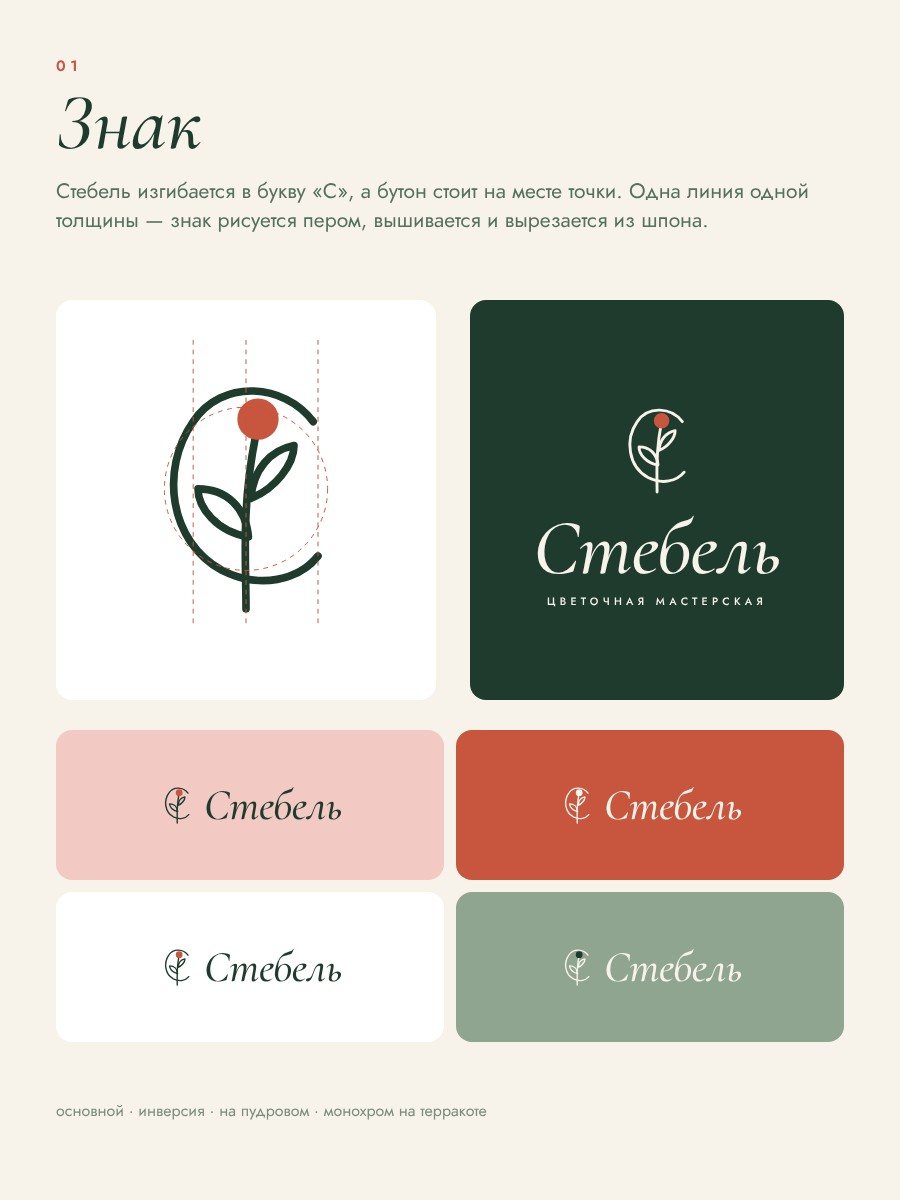 01
Знак
Стебель изгибается в букву «С», а бутон стоит на месте точки. Одна линия одной
толщины — знак рисуется пером, вышивается и вырезается из шпона.
Стебель
ЦВЕТОЧНАЯ МАСТЕРСКАЯ
Стебель
Стебель
Стебель
Стебель
основной · инверсия · на пудровом · монохром на терракоте